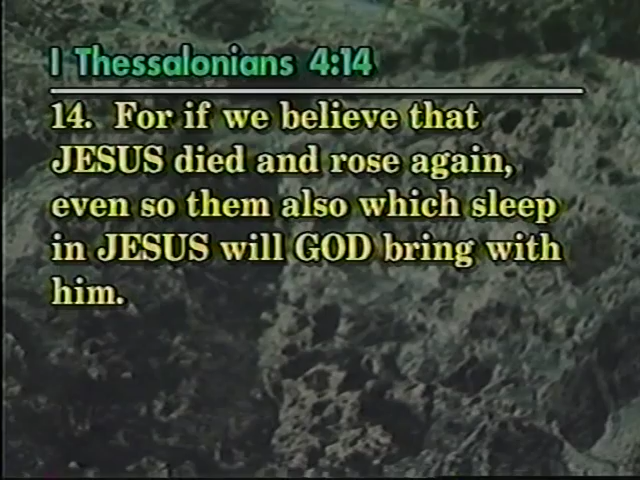 I Thessalonians 4:14
14. For if we believe that
JESUS died and rose again,
even so them also which sleep
in JESUS will GOD bring with
him.